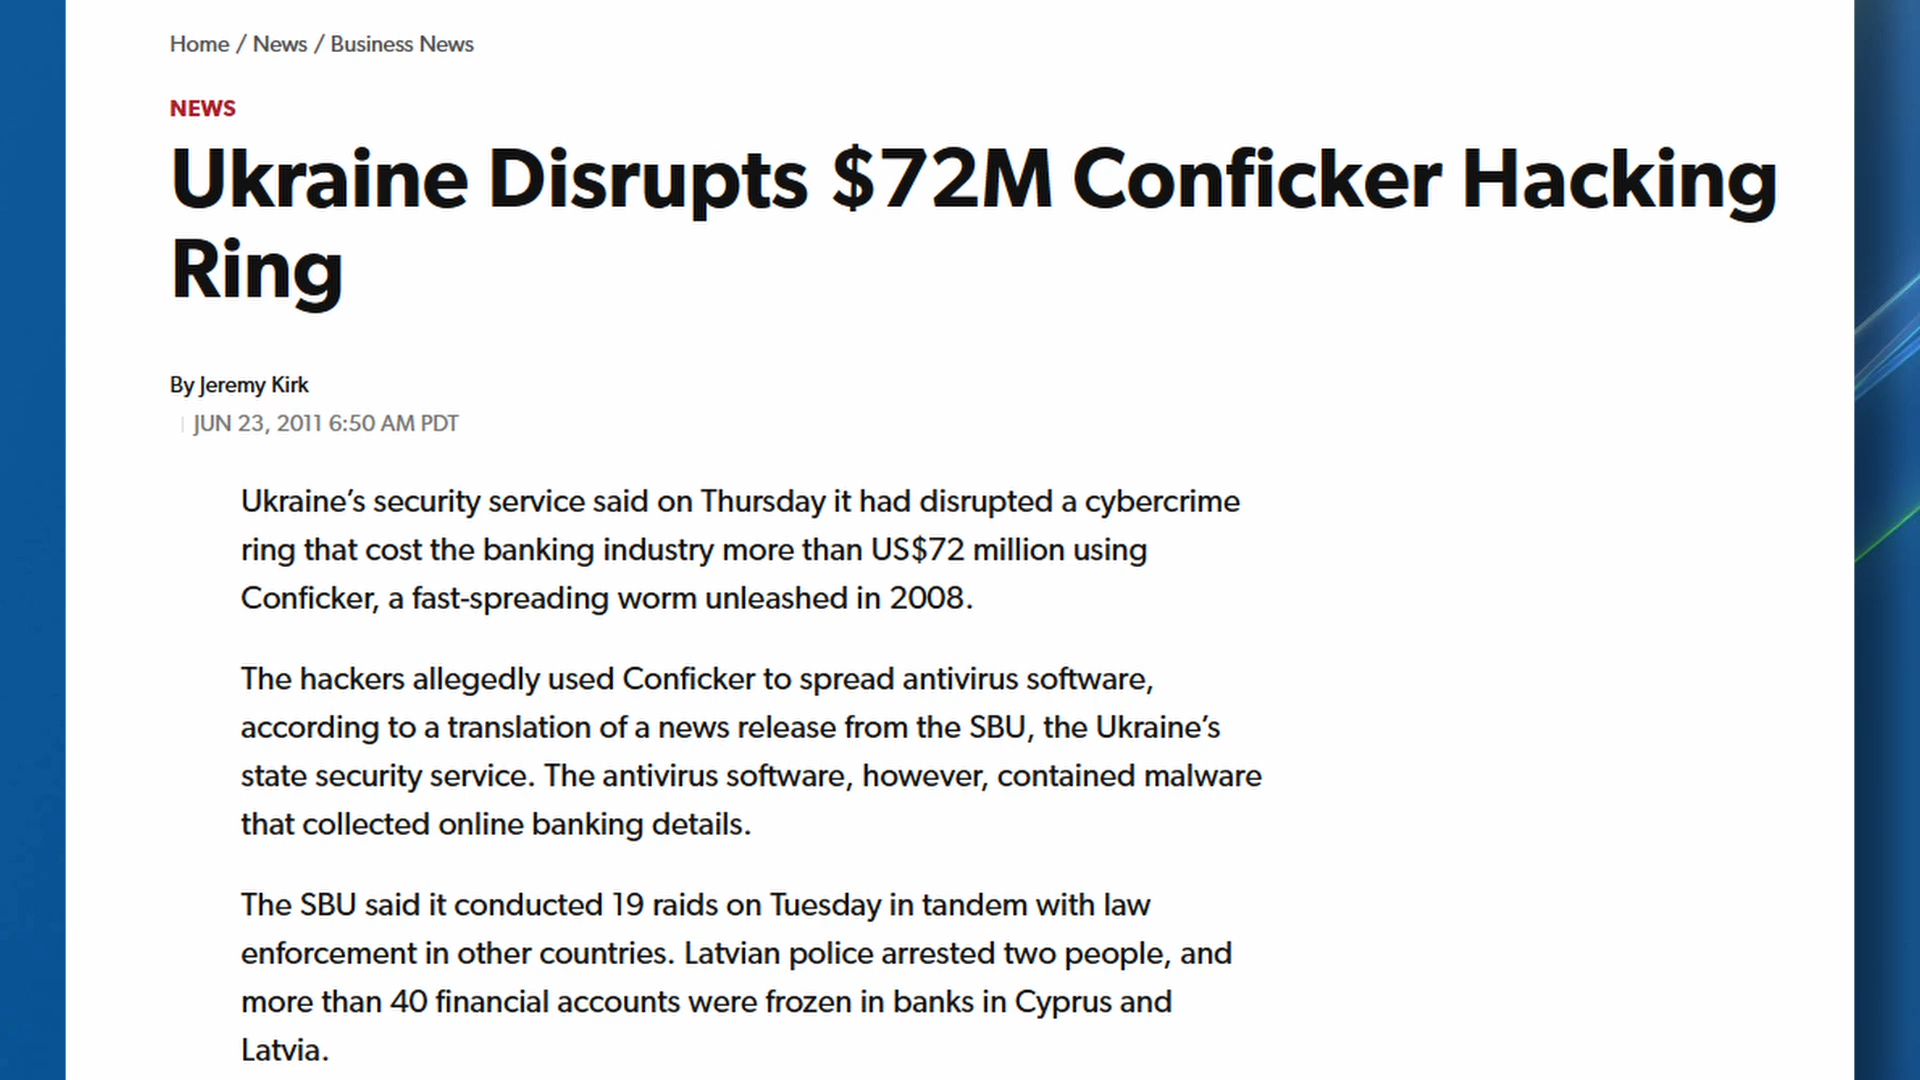 Home / News / Business News
NEWS
Ukraine Disrupts $72M Conficker Hacking
Ring
By Jeremy Kirk
JUN 23, 2011 6:50 AM PDT
Ukraine’s security service said on Thursday it had disrupted a cybercrime
ring that cost the banking industry more than US$72 million using
Conficker, a fast-spreading worm unleashed in 2008.
The hackers allegedly used Conficker to spread antivirus software,
according to a translation of a news release from the SBU, the Ukraine’s
state security service. The antivirus software, however, contained malware
that collected online banking details.
The SBU said it conducted 19 raids on Tuesday in tandem with law
enforcement in other countries. Latvian police arrested two people, and
more than 40 financial accounts were frozen in banks in Cyprus and
Latvia.